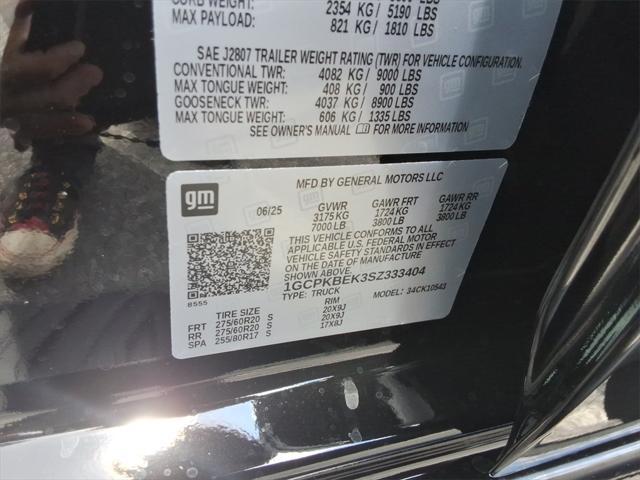 CURB WEIGHT: 2354 KG / 5190 LBS
MAX PAYLOAD: 821 KG / 1810 LBS
SAE J2807 TRAILER WEIGHT RATING (TWR) FOR VEHICLE CONFIGURATION.
CONVENTIONAL TWR: 4082 KG / 9000 LBS
MAX TONGUE WEIGHT: 408 KG / 900 LBS
GOOSENECK TWR: 4037 KG / 8900 LBS
MAX TONGUE WEIGHT: 606 KG / 1335 LBS
SEE OWNER'S MANUAL FOR MORE INFORMATION
gm
MFD BY GENERAL MOTORS LLC
06/25 GVWR GAWR FRT GAWR RR
3175 KG 1724 KG 1724 KG
7000 LB 3800 LB 3800 LB
THIS VEHICLE CONFORMS TO ALL
APPLICABLE U.S. FEDERAL MOTOR
VEHICLE SAFETY STANDARDS IN EFFECT
ON THE DATE OF MANUFACTURE
SHOWN ABOVE.
1GCPKBEK3SZ333404
TYPE: TRUCK MODEL: 34CK10543
8555
TIRE SIZE RIM
FRT 275/60R20 S 20X9J
RR 275/60R20 S 20X9J
SPA 255/80R17 S 17X8J